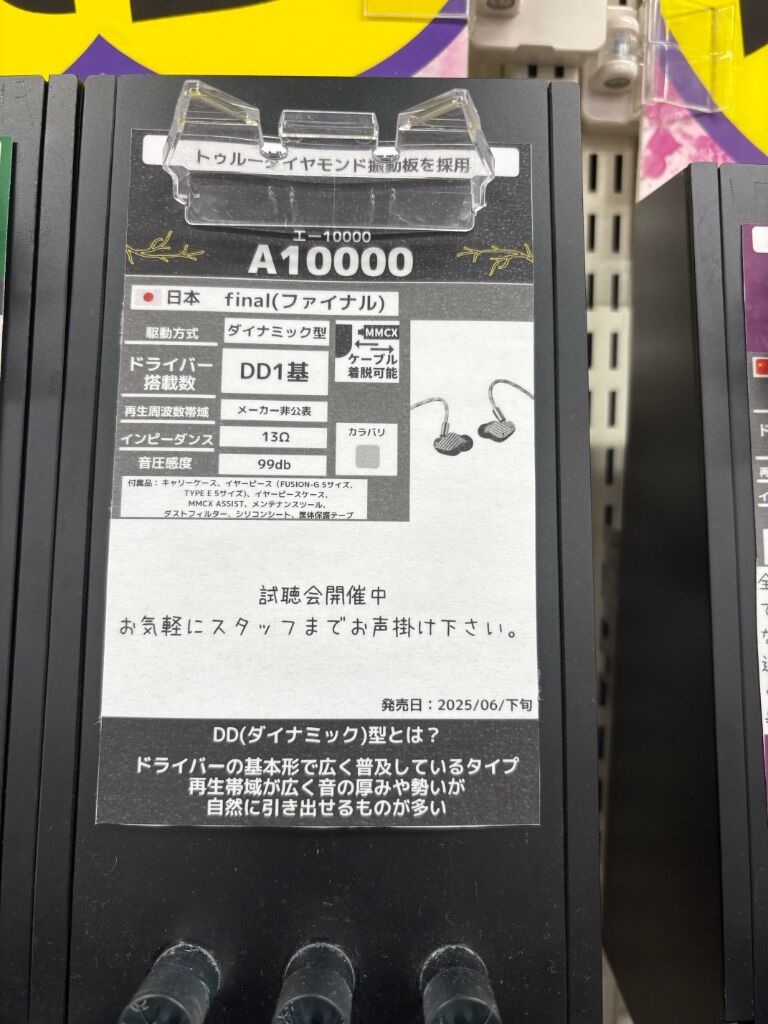 トゥルーダイヤモンド振動板を採用
エー10000
A10000
日本 final(ファイナル)
駆動方式 ダイナミック型
MMCX
ケーブル
着脱可能
ドライバー
搭載数
DD1基
再生周波数帯域 メーカー非公表
インピーダンス 13Ω
カラバリ
音圧感度 99db
付属品：キャリーケース、イヤーピース（FUSION-G 5サイズ、
TYPE E 5サイズ）、イヤーピースケース、
MMCX ASSIST、メンテナンスツール、
ダストフィルター、シリコンシート、筐体保護テープ
試聴会開催中
お気軽にスタッフまでお声掛け下さい。
発売日：2025/06/下旬
DD(ダイナミック)型とは？
ドライバーの基本形で広く普及しているタイプ
再生帯域が広く音の厚みや勢いが
自然に引き出せるものが多い